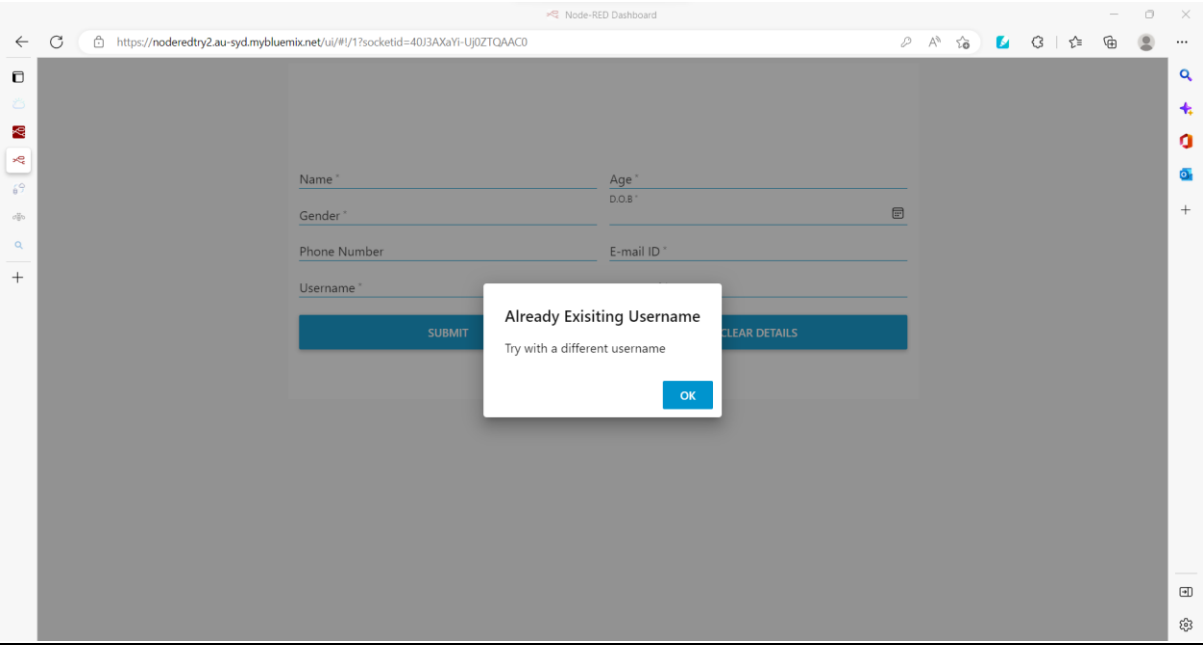 Node-RED Dashboard
https://noderedtry2.au-syd.mybluemix.net/ui/#!/1?socketid=40J3AXaYi-Uj0ZTQAAC0
Name *
Age *
Gender *
D.O.B *
Phone Number
E-mail ID *
Username *
SUBMIT
CLEAR DETAILS
Already Exisiting Username
Try with a different username
OK